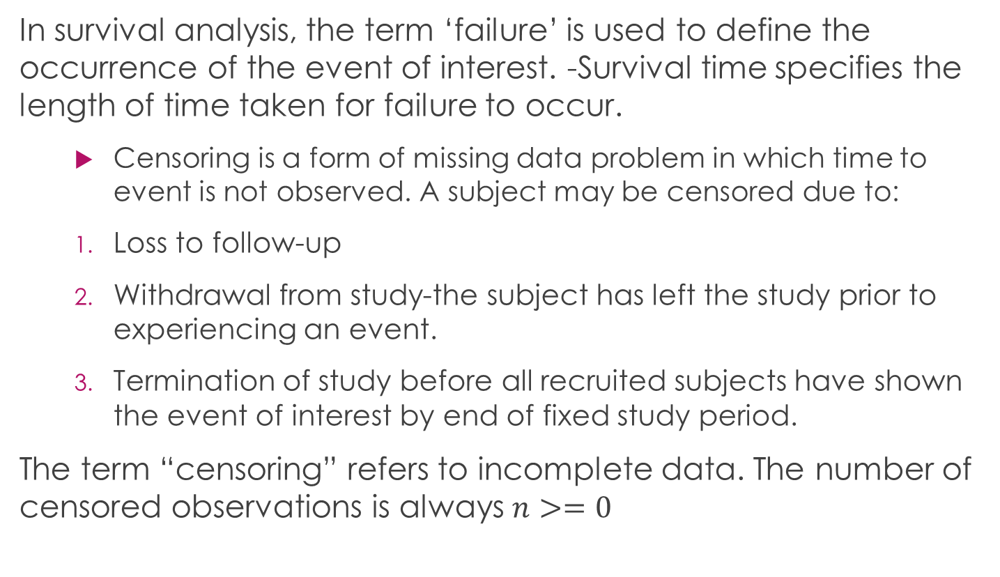 In survival analysis, the term ‘failure’ is used to define the
occurrence of the event of interest. -Survival time specifies the
length of time taken for failure to occur.
Censoring is a form of missing data problem in which time to
event is not observed. A subject may be censored due to:
1. Loss to follow-up
2. Withdrawal from study-the subject has left the study prior to
experiencing an event.
3. Termination of study before all recruited subjects have shown
the event of interest by end of fixed study period.
The term “censoring” refers to incomplete data. The number of
censored observations is always n >= 0